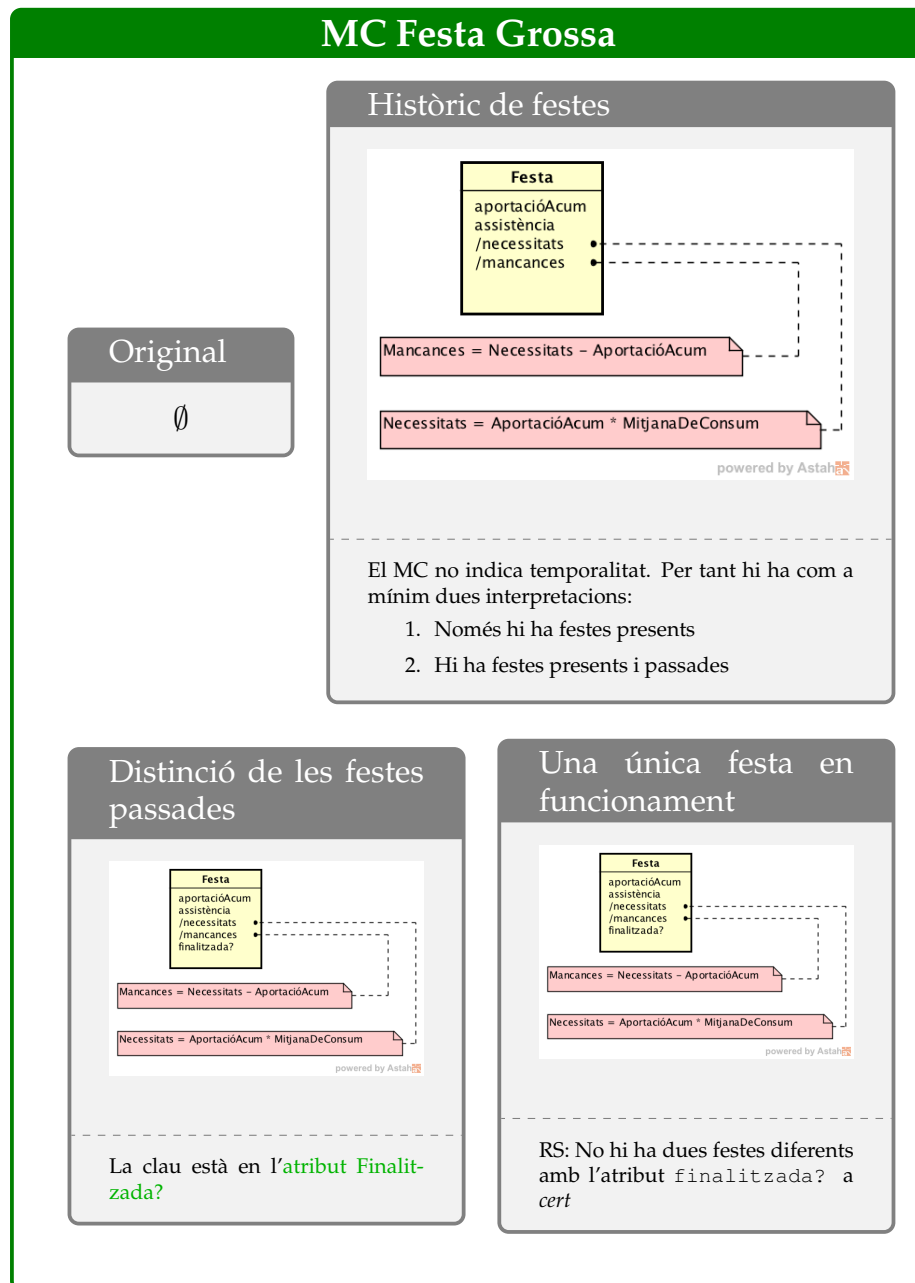 MC Festa Grossa
Històric de festes
Festa
aportacióAcum
assistència
/necessitats
/mancances
Mancances = Necessitats - AportacióAcum
Necessitats = AportacióAcum * MitjanaDeConsum
powered by Astah
El MC no indica temporalitat. Per tant hi ha com a
mínim dues interpretacions:
1. Només hi ha festes presents
2. Hi ha festes presents i passades
Original
∅
Distinció de les festes
passades
Festa
aportacióAcum
assistència
/necessitats
/mancances
finalitzada?
Mancances = Necessitats - AportacióAcum
Necessitats = AportacióAcum * MitjanaDeConsum
powered by Astah
La clau està en l'atribut Finalit-
zada?
Una única festa en
funcionament
Festa
aportacióAcum
assistència
/necessitats
/mancances
finalitzada?
Mancances = Necessitats - AportacióAcum
Necessitats = AportacióAcum * MitjanaDeConsum
powered by Astah
RS: No hi ha dues festes diferents
amb l'atribut finalitzada? a
cert